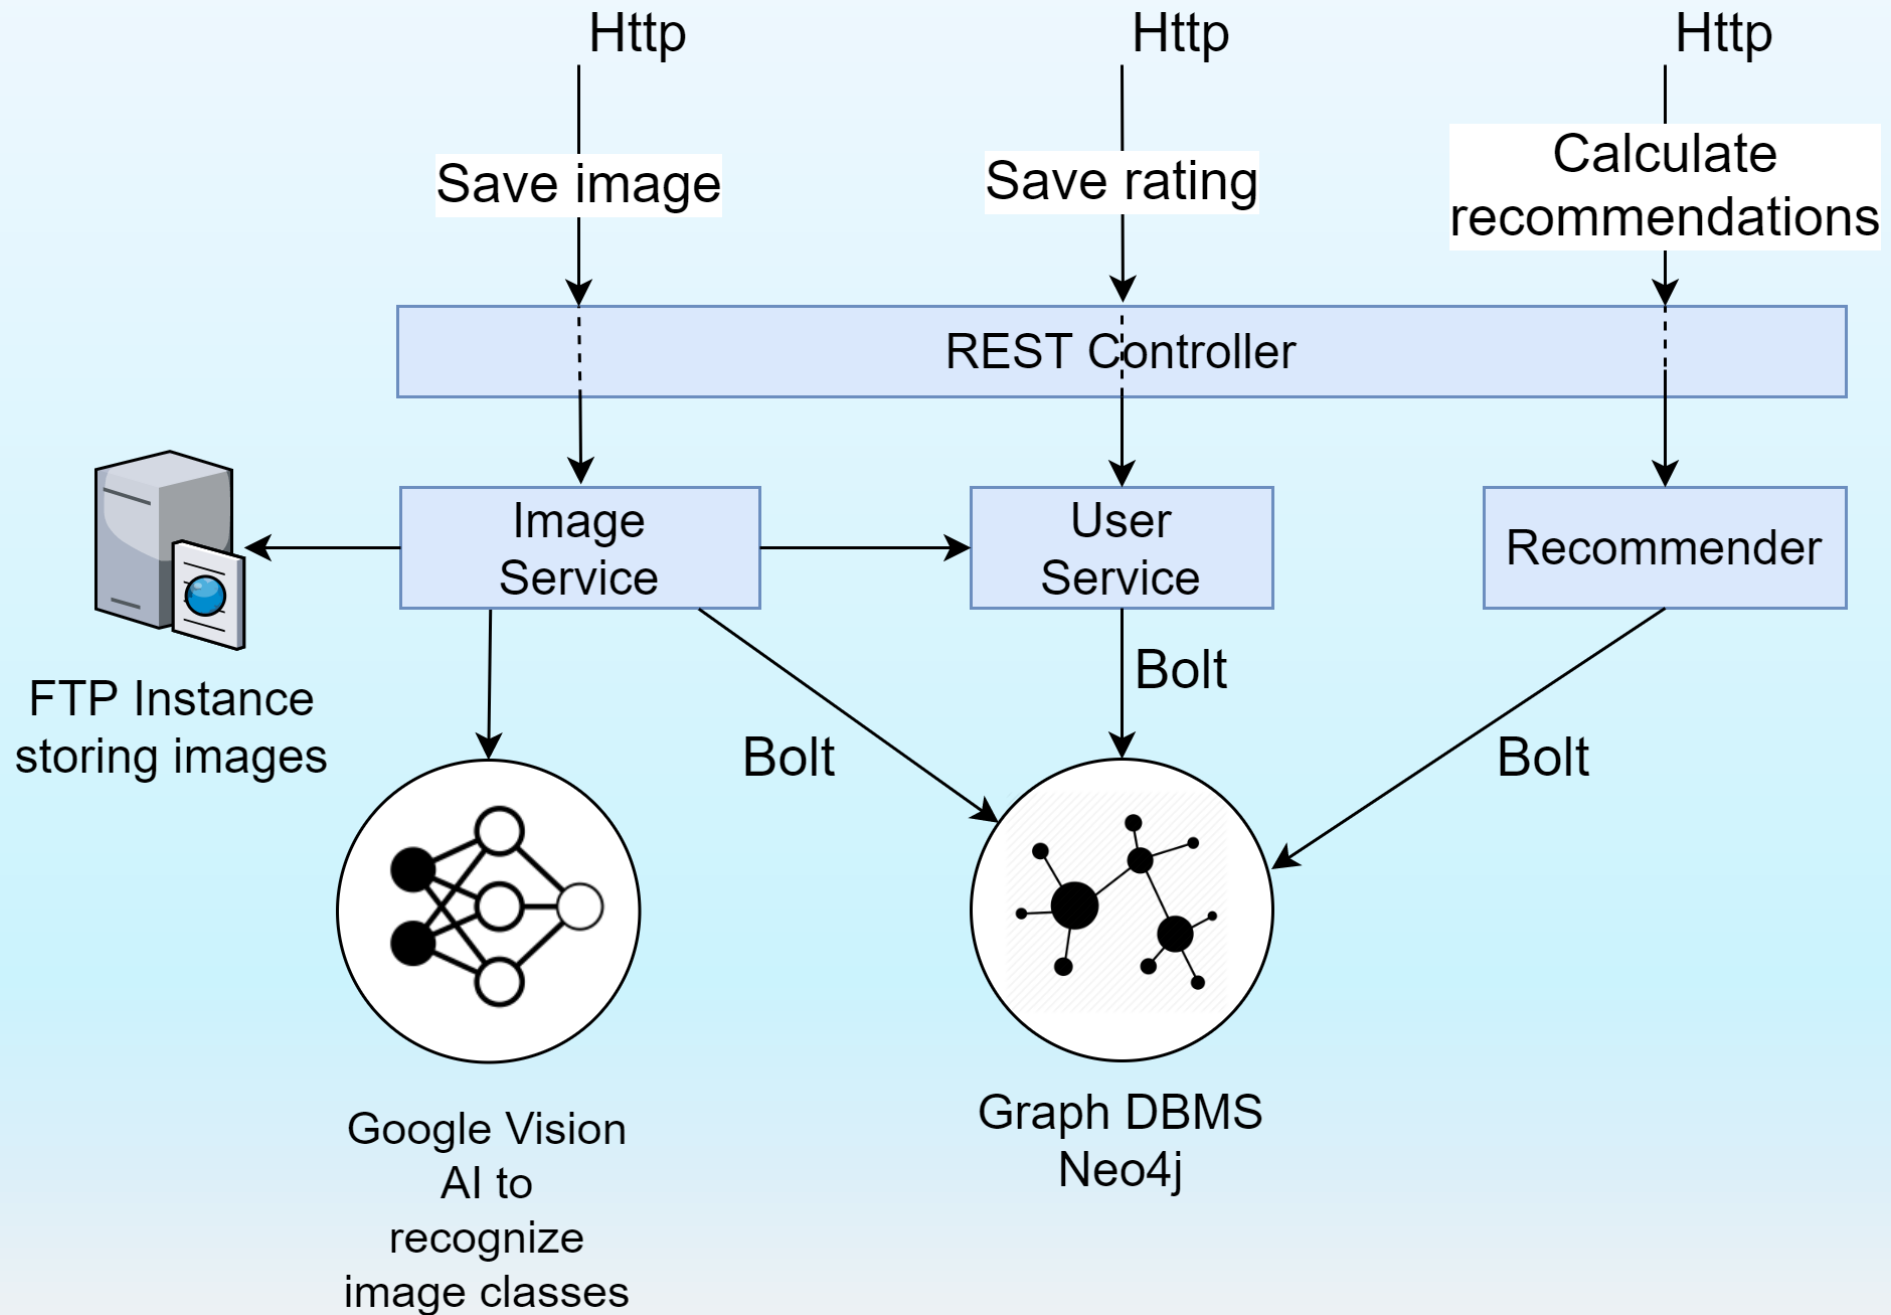 Http
Http
Http
Save image
Save rating
Calculate
recommendations
REST Controller
Image
Service
User
Service
Recommender
FTP Instance
storing images
Bolt
Bolt
Bolt
Google Vision
AI to
recognize
image classes
Graph DBMS
Neo4j